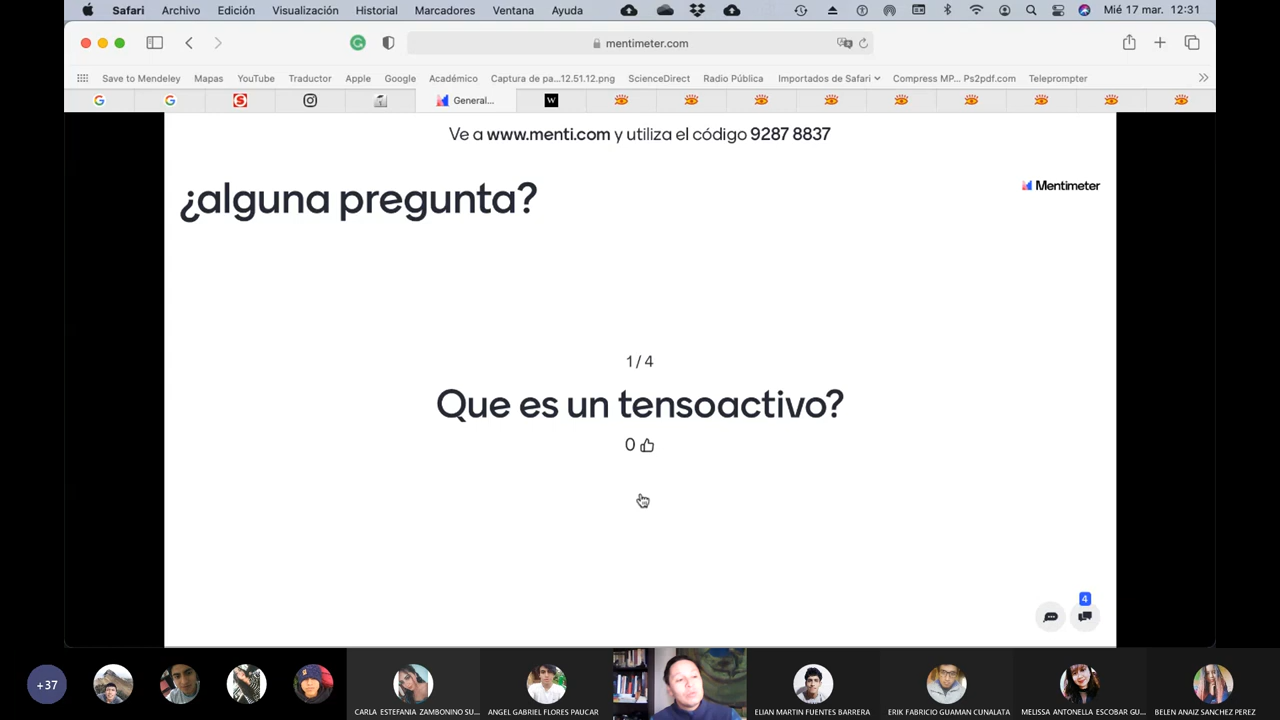 Safari Archivo Edición Visualización Historial Marcadores Ventana Ayuda Mié 17 mar. 12:31
mentimeter.com
Save to Mendeley Mapas YouTube Traductor Apple Google Académico Captura de pa...12.51.12.png ScienceDirect Radio Pública Importados de Safari Compress MP... Ps2pdf.com Teleprompter
G G S General... W
Ve a www.menti.com y utiliza el código 9287 8837
¿alguna pregunta?
Mentimeter
1 / 4
Que es un tensoactivo?
0
4
+37
CARLA ESTEFANIA ZAMBONINO SU... ANGEL GABRIEL FLORES PAUCAR ELIAN MARTIN FUENTES BARRERA ERIK FABRICIO GUAMAN CUNALATA MELISSA ANTONELLA ESCOBAR GU... BELEN ANAIZ SANCHEZ PEREZ